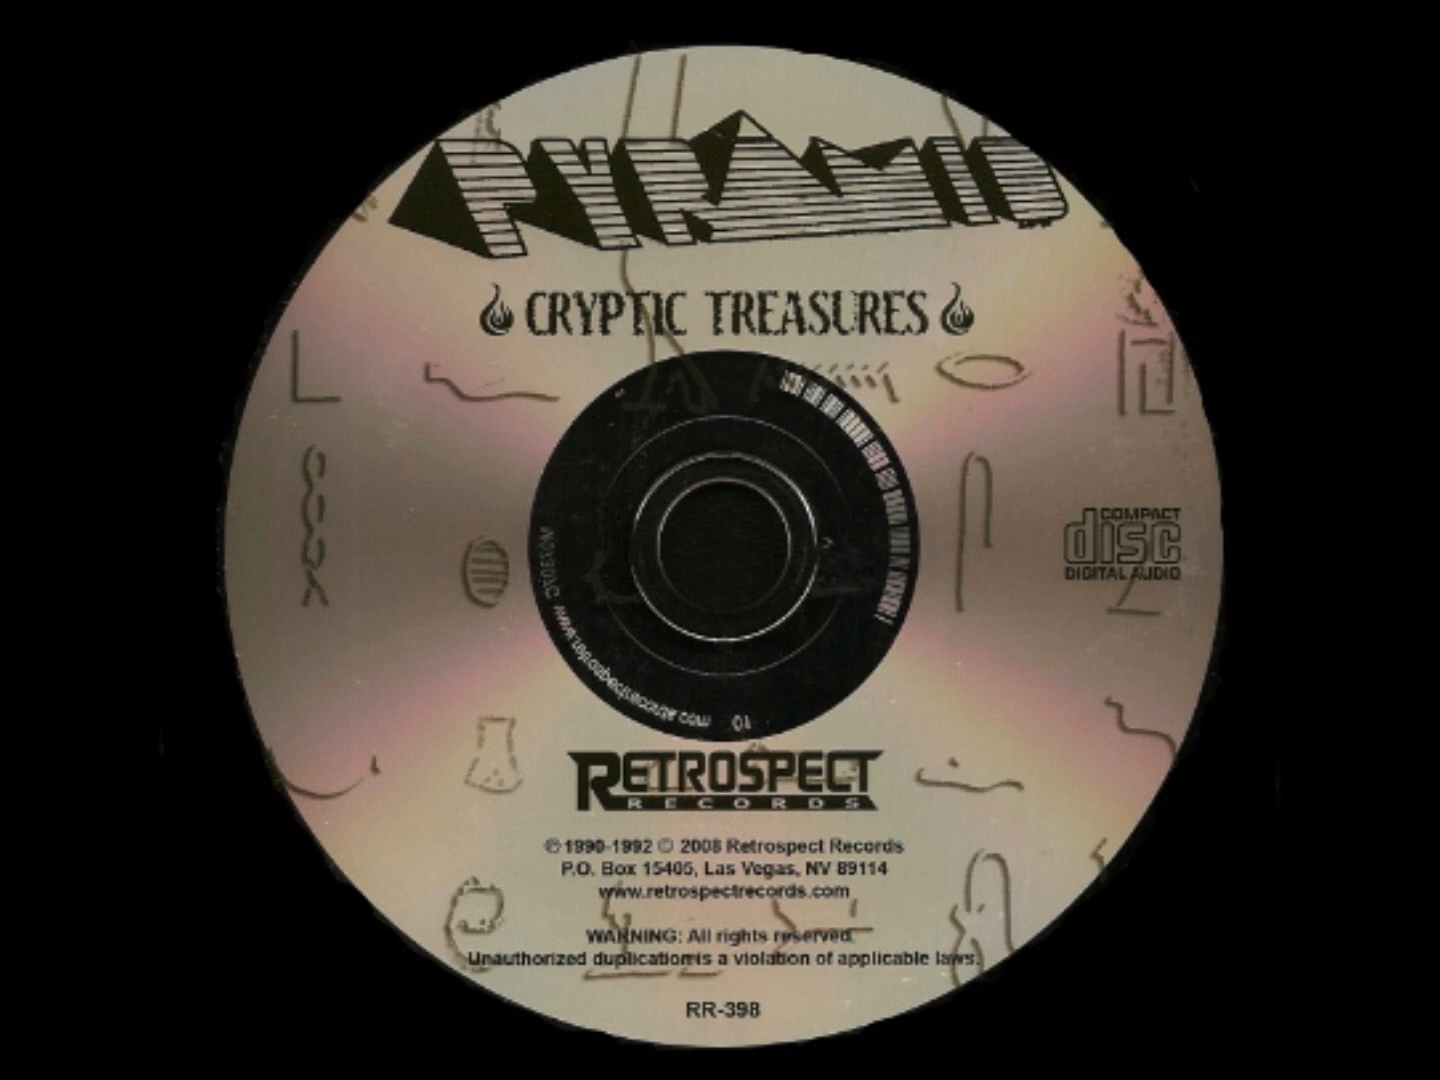 PYRAMID
CRYPTIC TREASURES
COMPACT
disc
DIGITAL AUDIO
RETROSPECT
RECORDS
℗ 1990-1992 © 2008 Retrospect Records
P.O. Box 15405, Las Vegas, NV 89114
www.retrospectrecords.com
WARNING: All rights reserved.
Unauthorized duplication is a violation of applicable laws.
RR-398